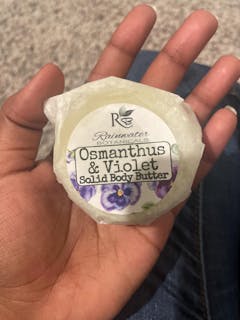 R
Rainwater
BOTANICALS
Osmanthus
& Violet
Solid Body Butter